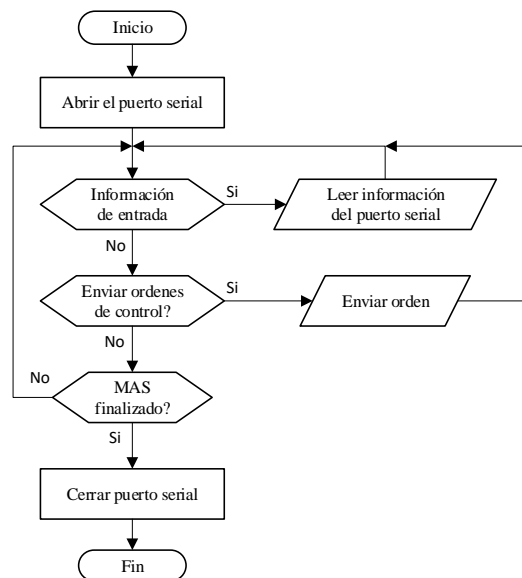 Inicio
Abrir el puerto serial
Información
de entrada
Si
Leer información
del puerto serial
No
Enviar ordenes
de control?
Si
Enviar orden
No
No
MAS
finalizado?
Si
Cerrar puerto serial
Fin